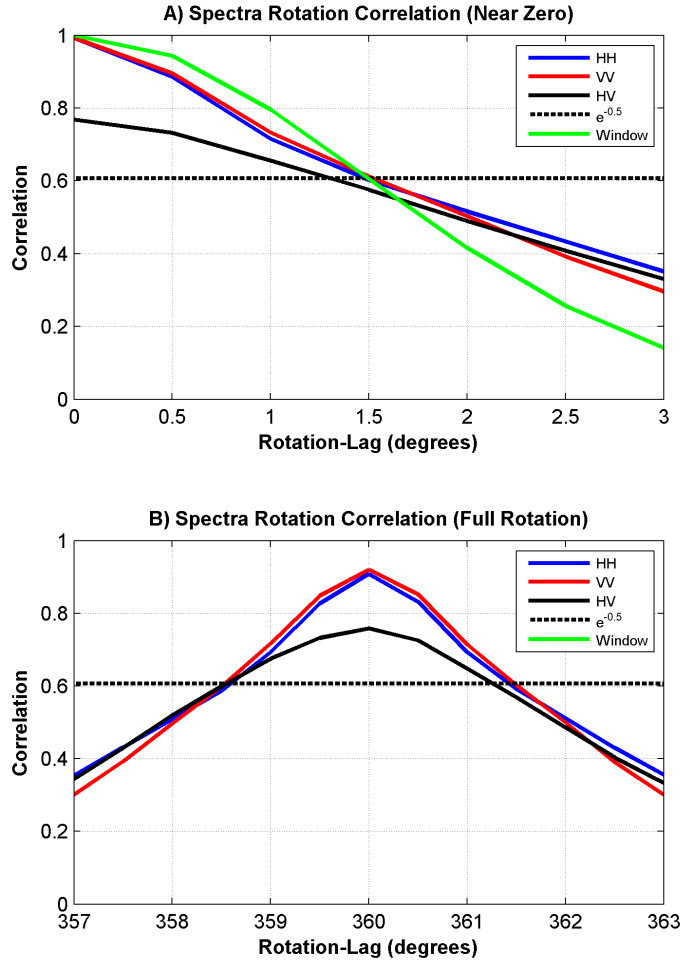 A) Spectra Rotation Correlation (Near Zero)
1
0.8
0.6
0.4
0.2
0
Correlation
HH
VV
HV
e^-0.5
Window
0 0.5 1 1.5 2 2.5 3
Rotation-Lag (degrees)
B) Spectra Rotation Correlation (Full Rotation)
1
0.8
0.6
0.4
0.2
0
Correlation
HH
VV
HV
e^-0.5
Window
357 358 359 360 361 362 363
Rotation-Lag (degrees)